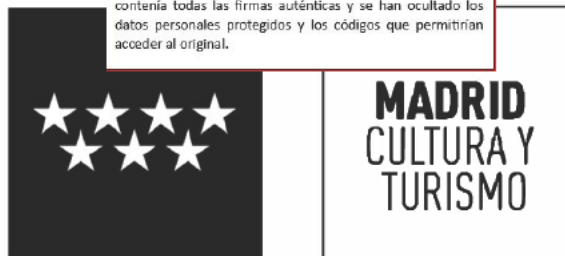 contenía todas las firmas auténticas y se han ocultado los
datos personales protegidos y los códigos que permitirían
acceder al original.
MADRID
CULTURA Y
TURISMO